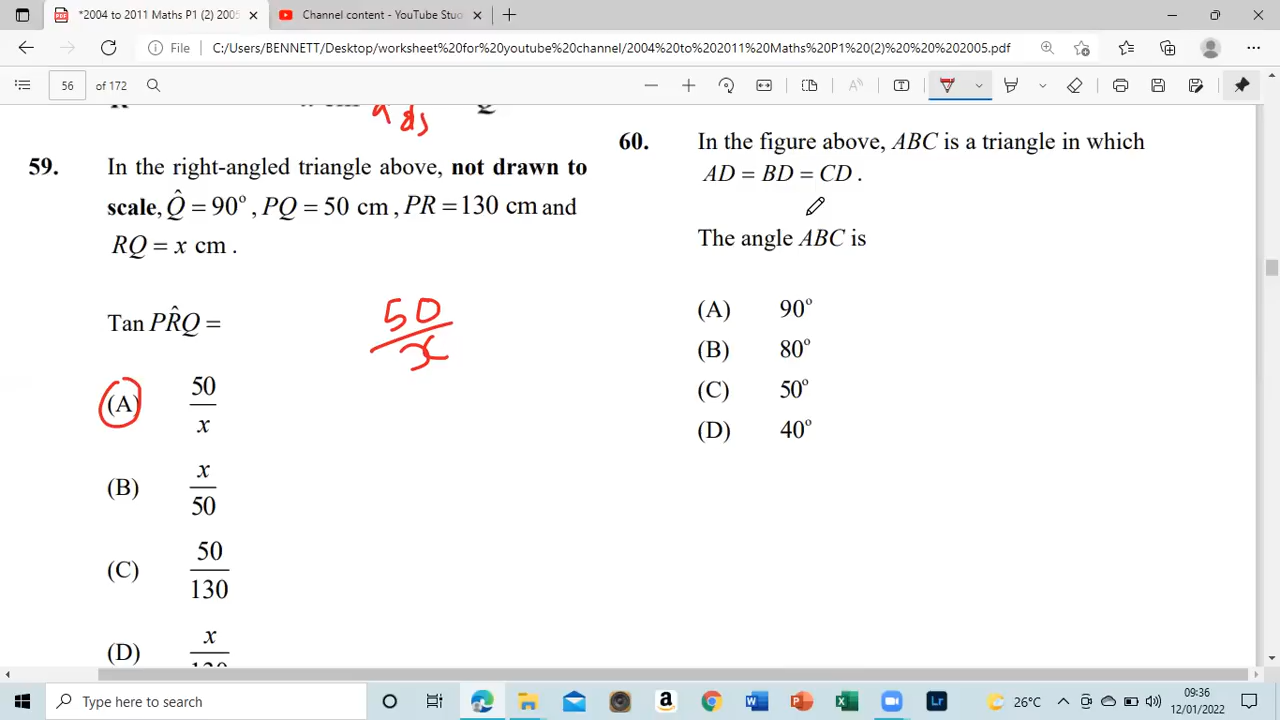 *2004 to 2011 Maths P1 (2) 2005
Channel content - YouTube Stu
File C:/Users/BENNETT/Desktop/worksheet%20for%20youtube%20channel/2004%20to%202011%20Maths%20P1%20(2)%20%20%202005.pdf
56 of 172
59. In the right-angled triangle above, not drawn to
scale, Q̂ = 90°, PQ = 50 cm, PR = 130 cm and
RQ = x cm.
Tan PR̂Q =
50
x
(A) 50/x
(B) x/50
(C) 50/130
(D) x
60. In the figure above, ABC is a triangle in which
AD = BD = CD.
The angle ABC is
(A) 90°
(B) 80°
(C) 50°
(D) 40°
Type here to search
26°C
09:36
12/01/2022